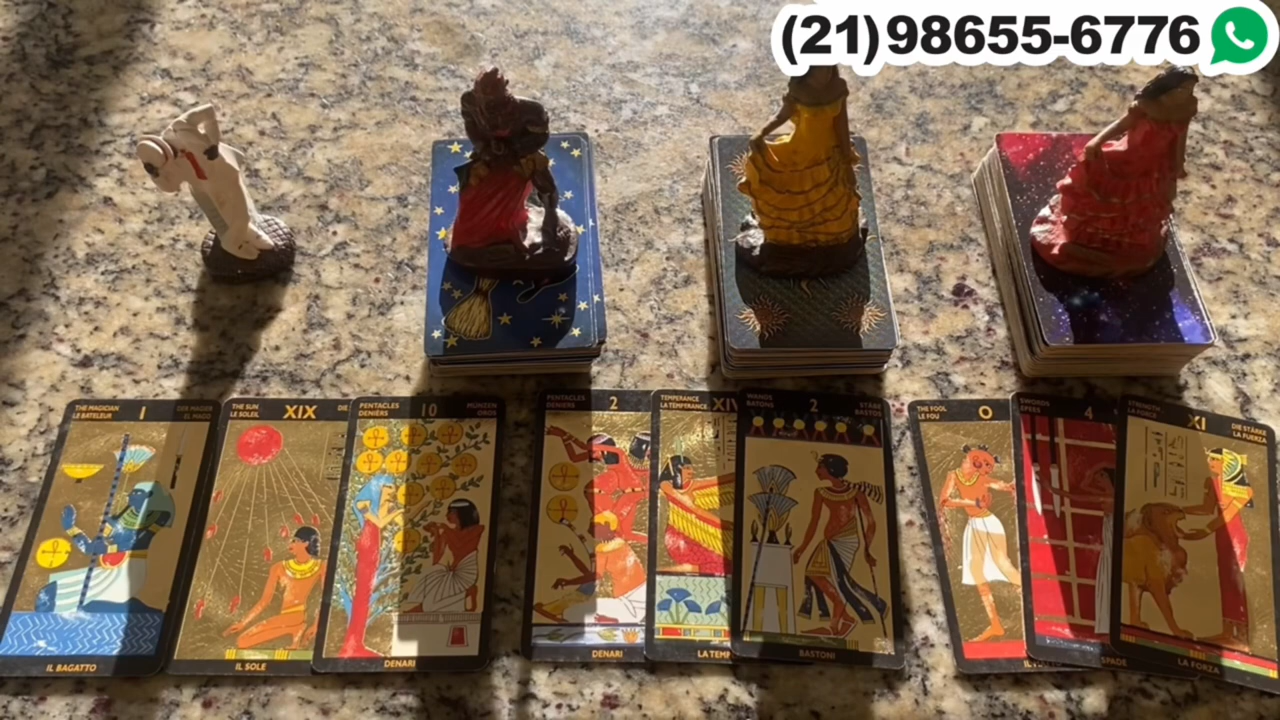 (21)98655-6776
THE MAGICIAN
LE BATELEUR
I
DER MAGIER
EL MAGO
IL BAGATTO
THE SUN
LE SOLEIL
XIX
DIE
IL SOLE
PENTACLES
DENIERS
10
MÜNZEN
OROS
DENARI
PENTACLES
DENIERS
2
DENARI
TEMPERANCE
LA TEMPERANCE
XIV
LA TEMP
WANDS
BATONS
2
STÄBE
BASTOS
BASTONI
THE FOOL
LE FOU
0
SWORDS
EPEES
4
SPADE
STRENGTH
LA FORCE
XI
DIE STÄRKE
LA FUERZA
LA FORZA